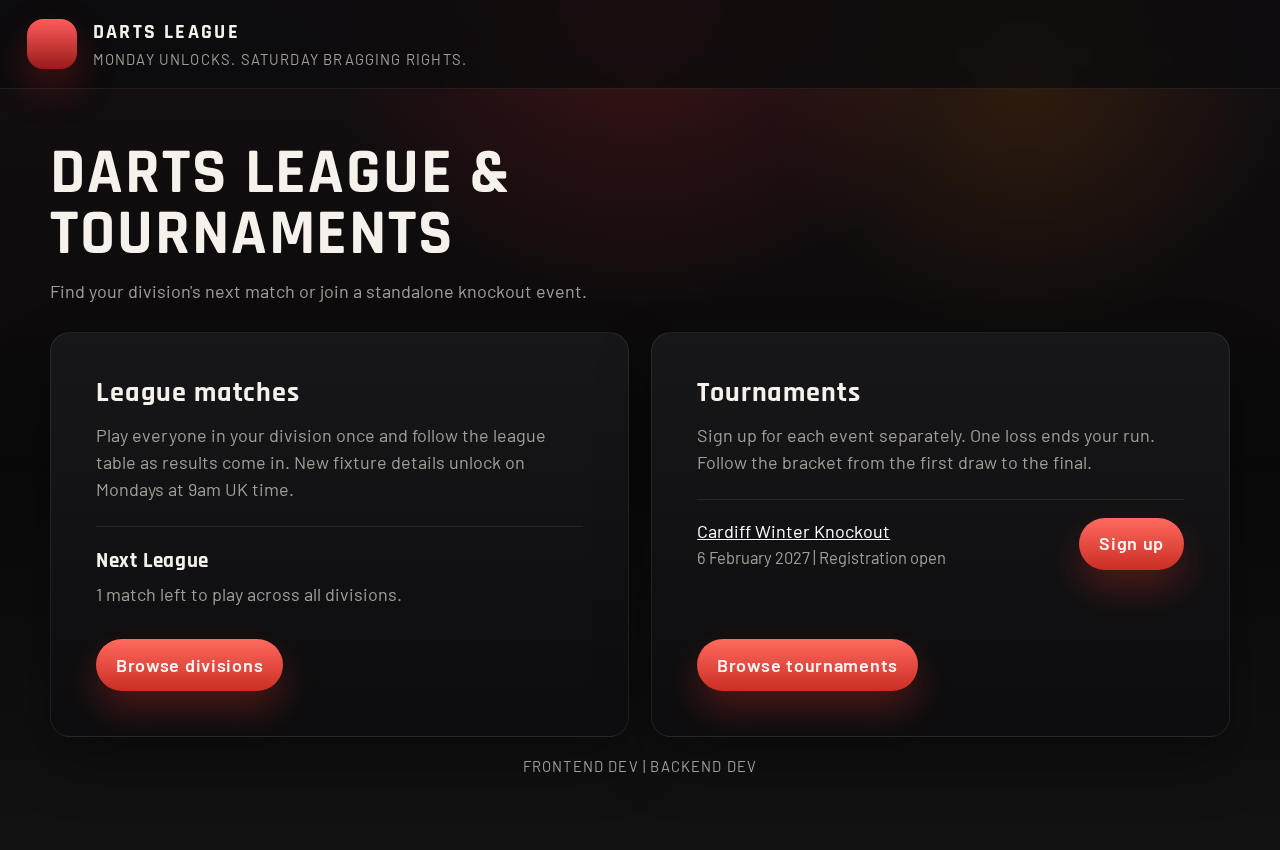 DARTS LEAGUE
MONDAY UNLOCKS. SATURDAY BRAGGING RIGHTS.
DARTS LEAGUE &
TOURNAMENTS
Find your division's next match or join a standalone knockout event.
League matches
Play everyone in your division once and follow the league
table as results come in. New fixture details unlock on
Mondays at 9am UK time.
Next League
1 match left to play across all divisions.
Browse divisions
Tournaments
Sign up for each event separately. One loss ends your run.
Follow the bracket from the first draw to the final.
Cardiff Winter Knockout
6 February 2027 | Registration open
Sign up
Browse tournaments
FRONTEND DEV | BACKEND DEV